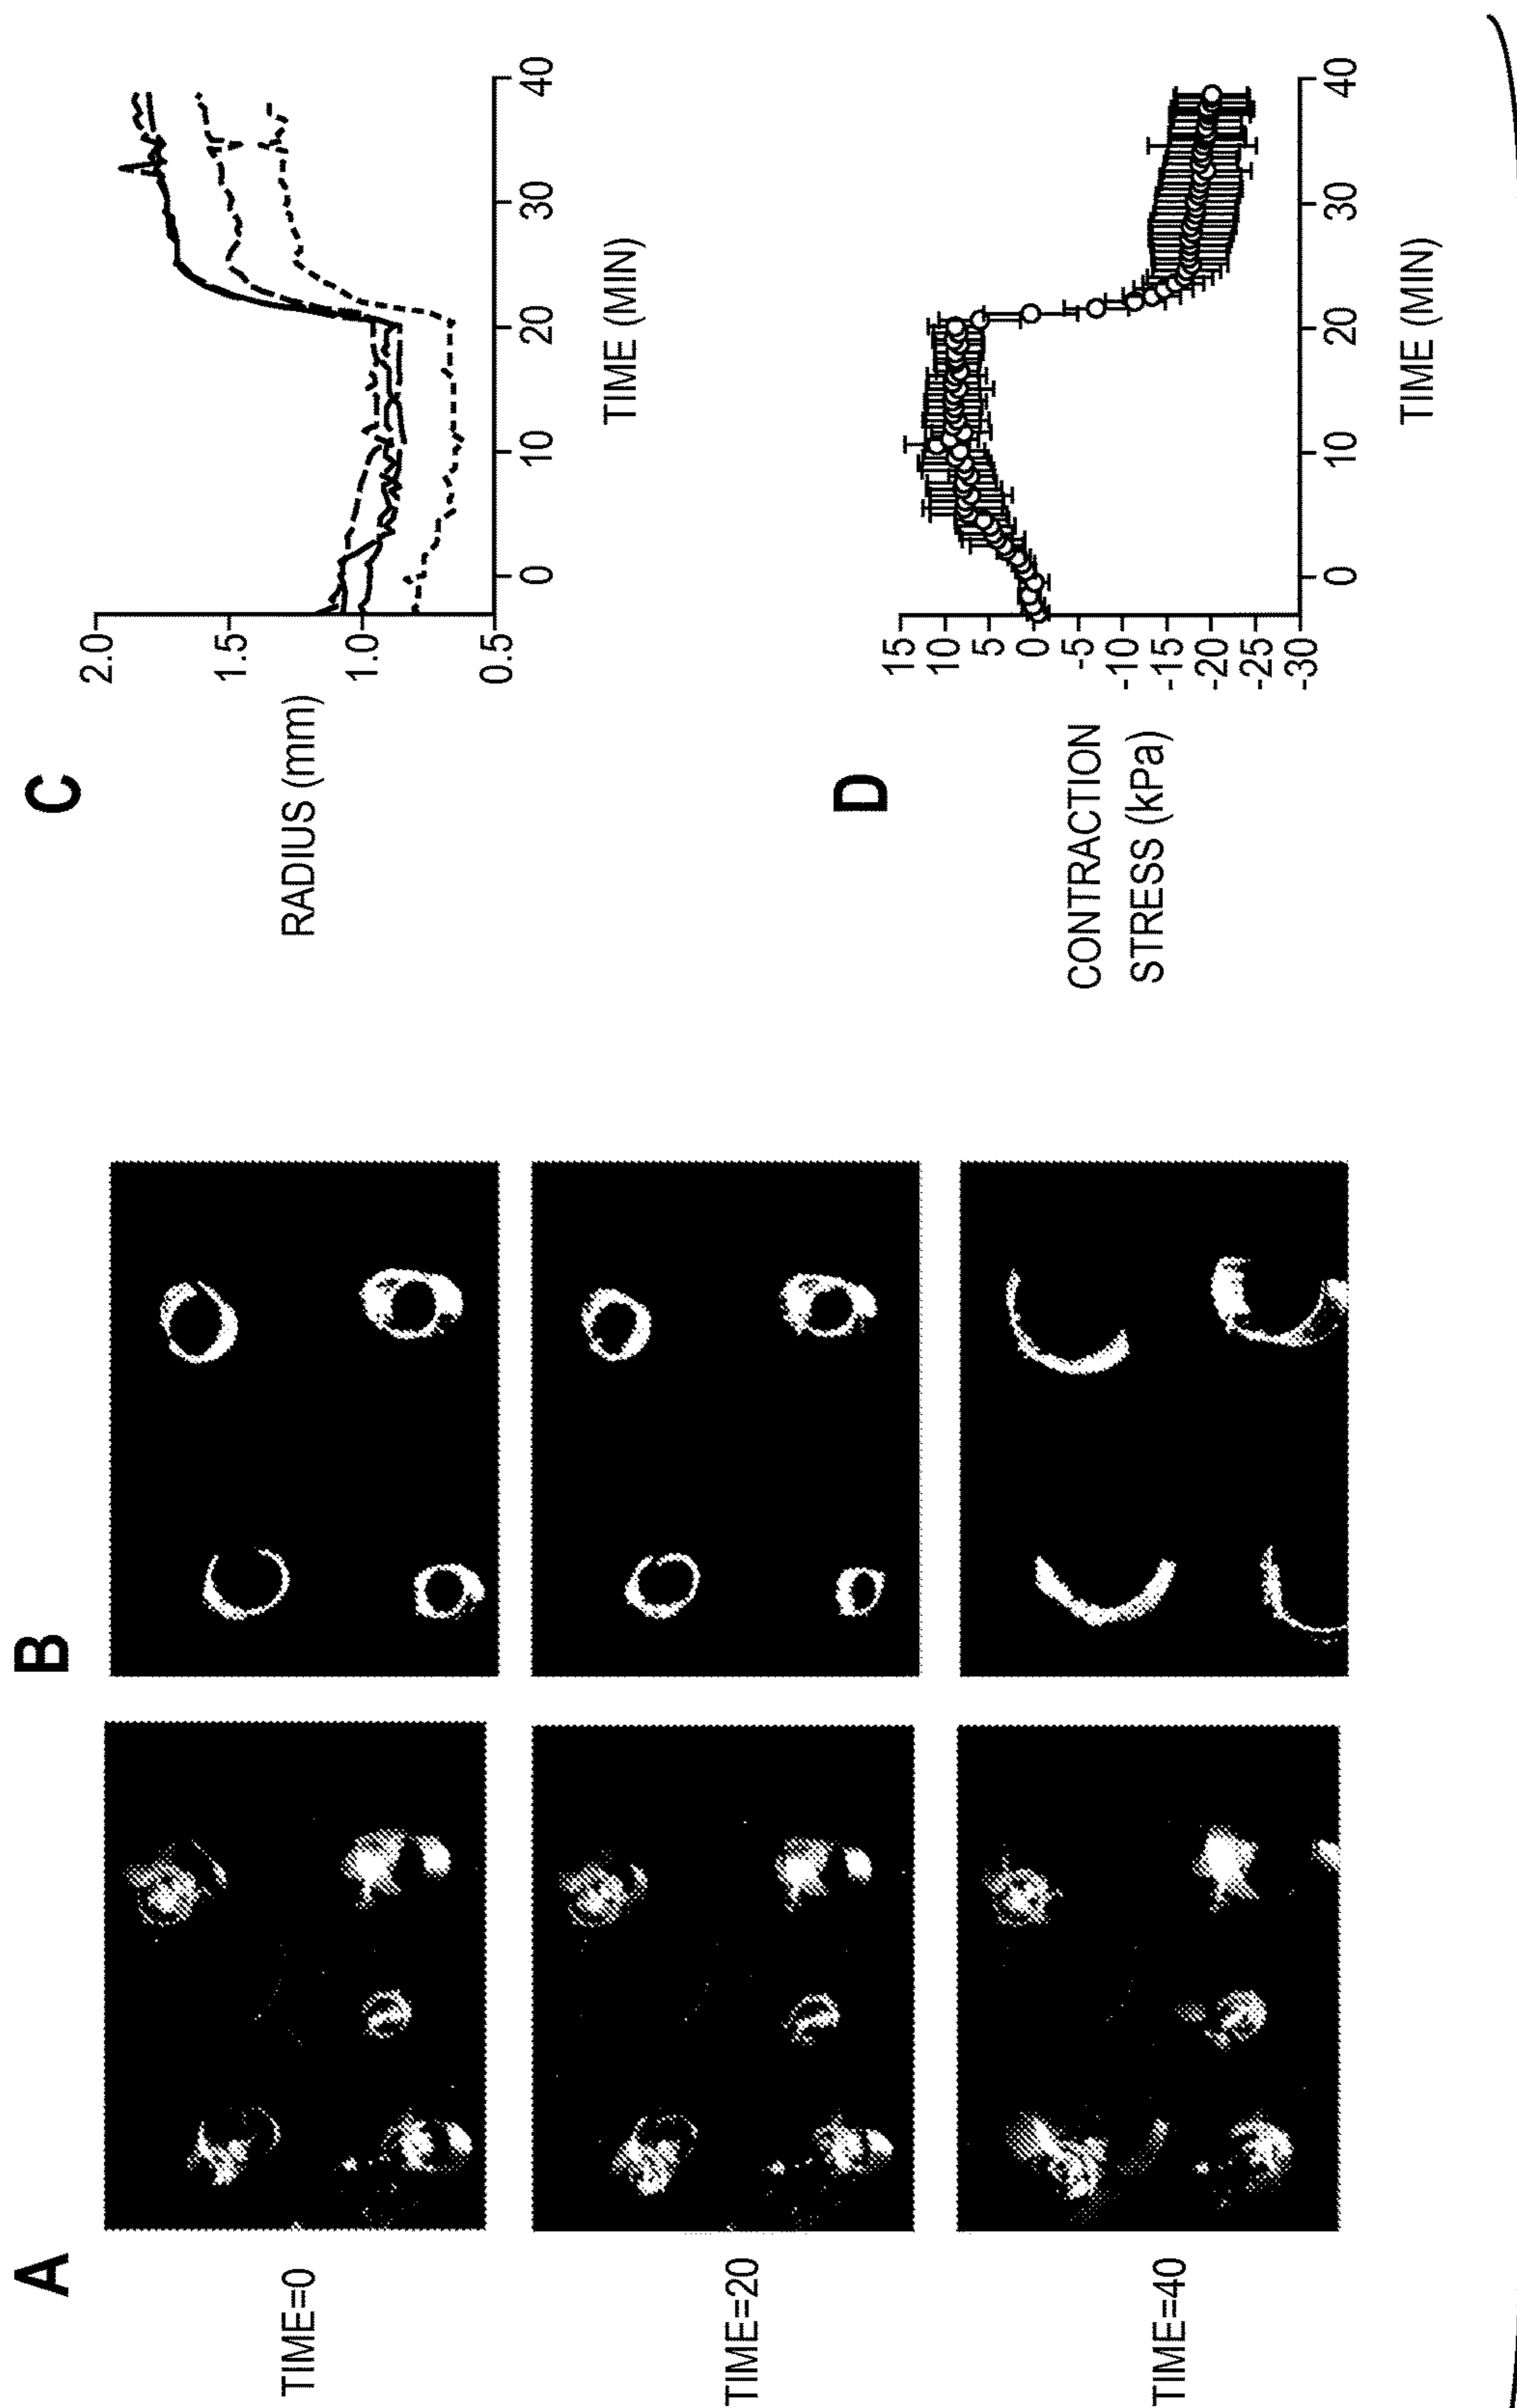 A
TIME=0
TIME=20
TIME=40
B
C
RADIUS (mm)
2.0
1.5
1.0
0.5
0
10
20
30
40
TIME (MIN)
D
CONTRACTION
STRESS (kPa)
15
10
5
0
-5
-10
-15
-20
-25
-30
0
10
20
30
40
TIME (MIN)